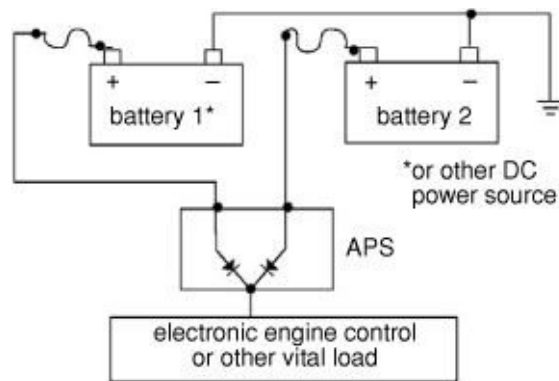 + −
battery 1*
+ −
battery 2
*or other DC
power source
APS
electronic engine control
or other vital load